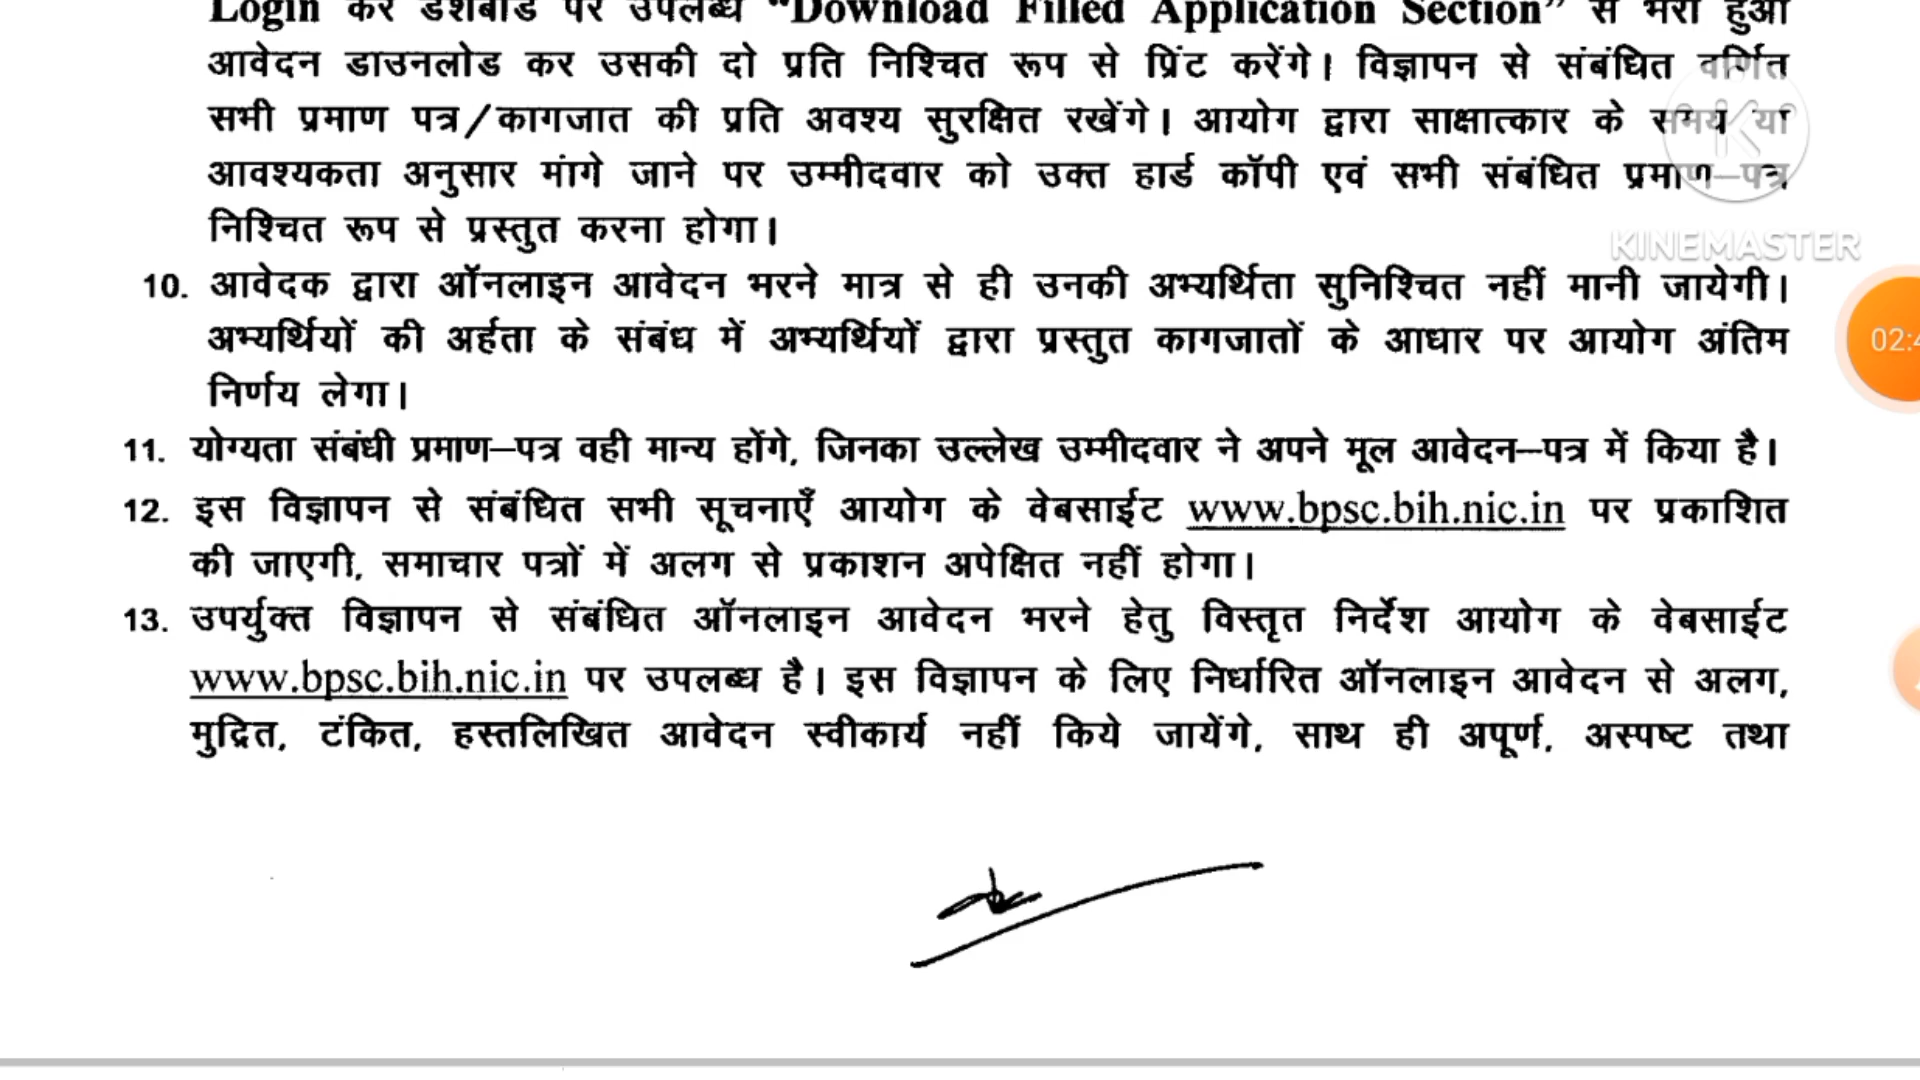 Login कर डैशबोर्ड पर उपलब्ध “Download Filled Application Section” से भरा हुआ
आवेदन डाउनलोड कर उसकी दो प्रति निश्चित रूप से प्रिंट करेंगे। विज्ञापन से संबंधित वर्णित
सभी प्रमाण पत्र/कागजात की प्रति अवश्य सुरक्षित रखेंगे। आयोग द्वारा साक्षात्कार के समय या
आवश्यकता अनुसार मांगे जाने पर उम्मीदवार को उक्त हार्ड कॉपी एवं सभी संबंधित प्रमाण–पत्र
निश्चित रूप से प्रस्तुत करना होगा।
KINEMASTER
10. आवेदक द्वारा ऑनलाइन आवेदन भरने मात्र से ही उनकी अभ्यर्थिता सुनिश्चित नहीं मानी जायेगी।
अभ्यर्थियों की अर्हता के संबंध में अभ्यर्थियों द्वारा प्रस्तुत कागजातों के आधार पर आयोग अंतिम
02:4
निर्णय लेगा।
11. योग्यता संबंधी प्रमाण–पत्र वही मान्य होंगे, जिनका उल्लेख उम्मीदवार ने अपने मूल आवेदन–पत्र में किया है।
12. इस विज्ञापन से संबंधित सभी सूचनाएँ आयोग के वेबसाईट www.bpsc.bih.nic.in पर प्रकाशित
की जाएगी, समाचार पत्रों में अलग से प्रकाशन अपेक्षित नहीं होगा।
13. उपर्युक्त विज्ञापन से संबंधित ऑनलाइन आवेदन भरने हेतु विस्तृत निर्देश आयोग के वेबसाईट
www.bpsc.bih.nic.in पर उपलब्ध है। इस विज्ञापन के लिए निर्धारित ऑनलाइन आवेदन से अलग,
मुद्रित, टंकित, हस्तलिखित आवेदन स्वीकार्य नहीं किये जायेंगे, साथ ही अपूर्ण, अस्पष्ट तथा